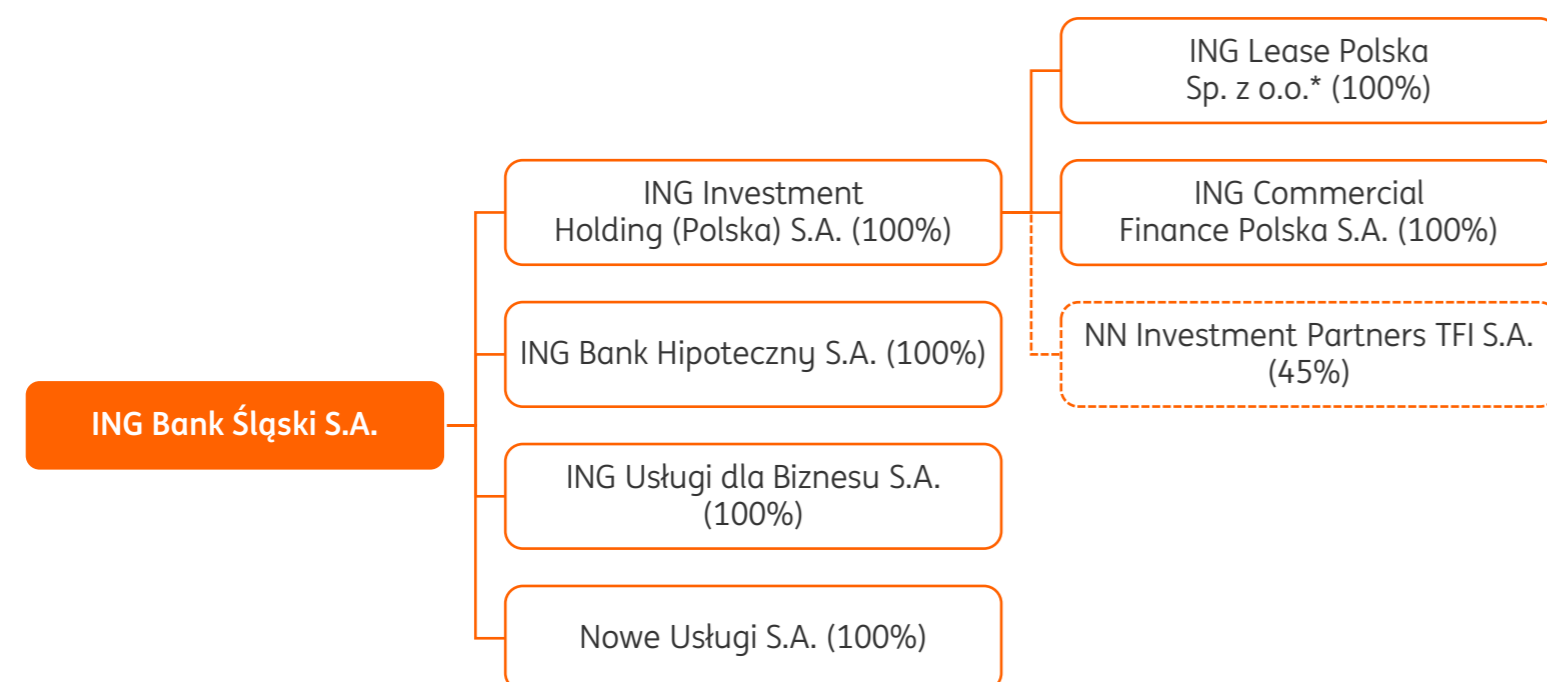 ING Bank Śląski S.A.
ING Investment
Holding (Polska) S.A. (100%)
ING Bank Hipoteczny S.A. (100%)
ING Usługi dla Biznesu S.A.
(100%)
Nowe Usługi S.A. (100%)
ING Lease Polska
Sp. z o.o.* (100%)
ING Commercial
Finance Polska S.A. (100%)
NN Investment Partners TFI S.A.
(45%)